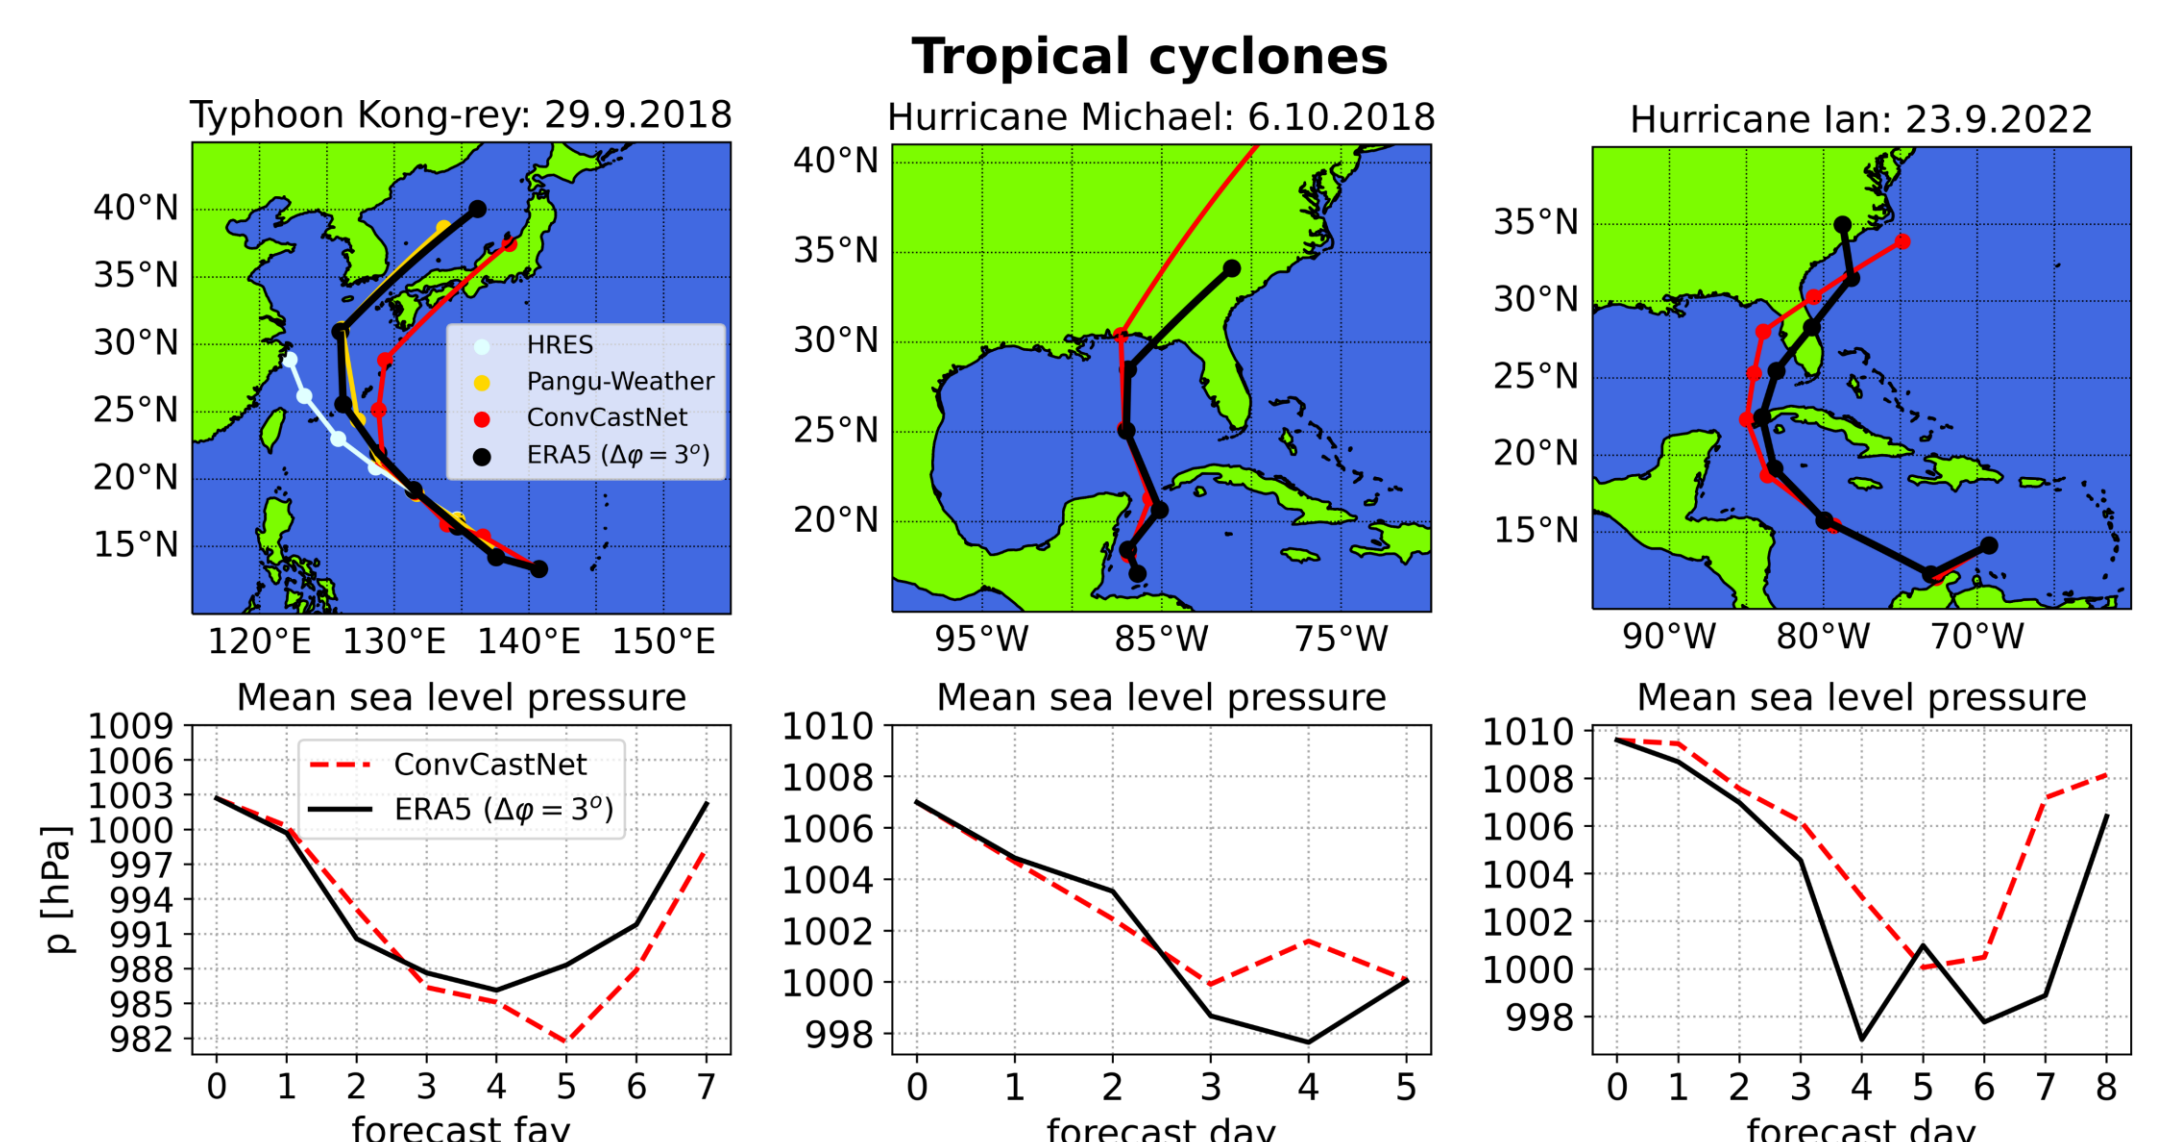 Tropical cyclones
Typhoon Kong-rey: 29.9.2018
Hurricane Michael: 6.10.2018
Hurricane Ian: 23.9.2022
40°N
35°N
30°N
25°N
20°N
15°N
120°E 130°E 140°E 150°E
HRES
Pangu-Weather
ConvCastNet
ERA5 (Δφ = 3º)
40°N
35°N
30°N
25°N
20°N
95°W 85°W 75°W
35°N
30°N
25°N
20°N
15°N
90°W 80°W 70°W
Mean sea level pressure
1009
1006
1003
1000
997
994
991
988
985
982
p [hPa]
ConvCastNet
ERA5 (Δφ = 3º)
0 1 2 3 4 5 6 7
forecast fay
Mean sea level pressure
1010
1008
1006
1004
1002
1000
998
0 1 2 3 4 5
forecast day
Mean sea level pressure
1010
1008
1006
1004
1002
1000
998
0 1 2 3 4 5 6 7 8
forecast day